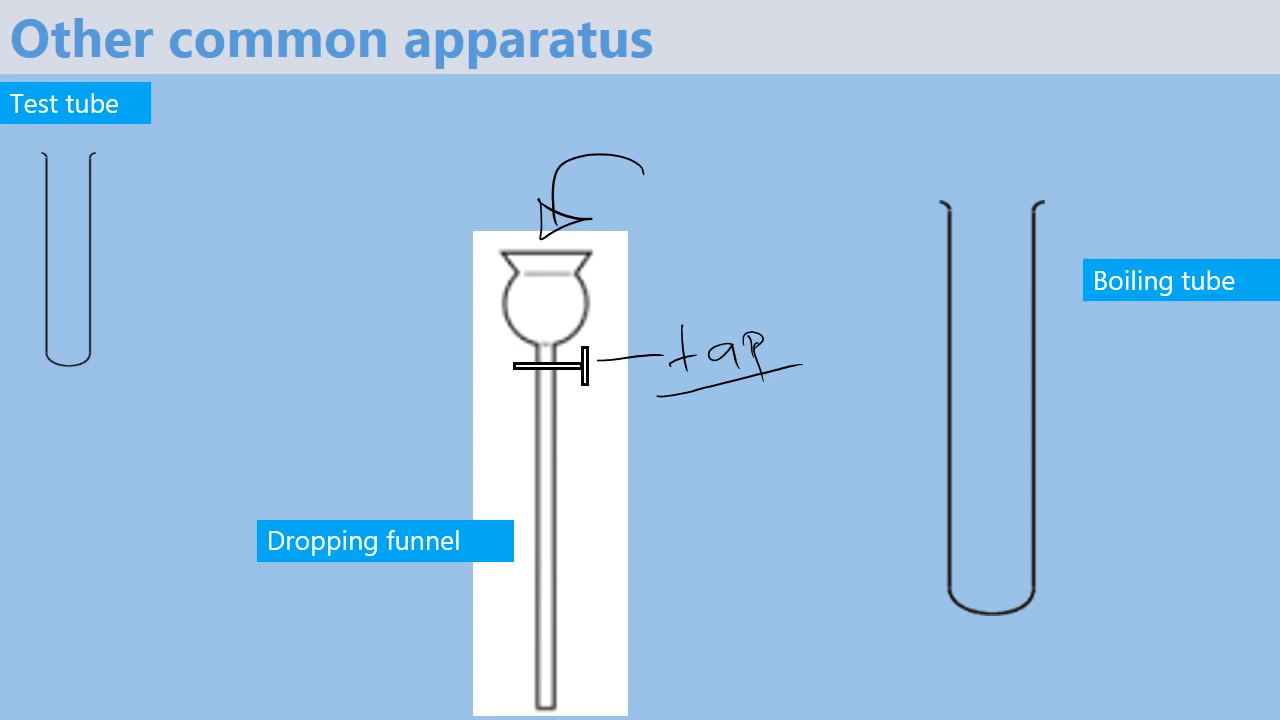 Other common apparatus
Test tube
tap
Boiling tube
Dropping funnel